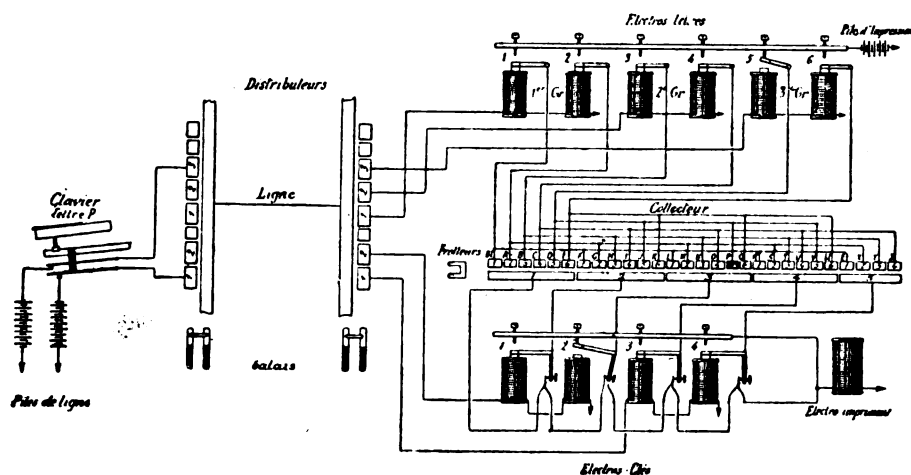 Electros lettres
Pile d'Impression
1 2 3 4 5 6
1er Gr 2e Gr 3e Gr
Distributeurs
Ligne
Clavier
Lettre P
Collecteur
Frotteurs
1 2 3 4
balais
Piles de ligne
Electro imprimeur
Electros-Clés